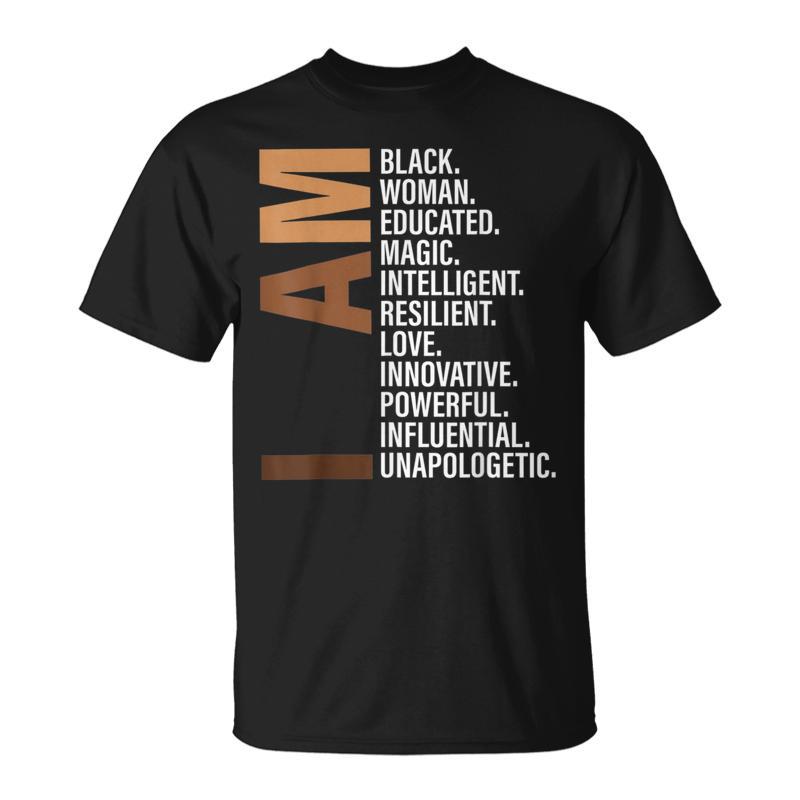 I AM
BLACK.
WOMAN.
EDUCATED.
MAGIC.
INTELLIGENT.
RESILIENT.
LOVE.
INNOVATIVE.
POWERFUL.
INFLUENTIAL.
UNAPOLOGETIC.